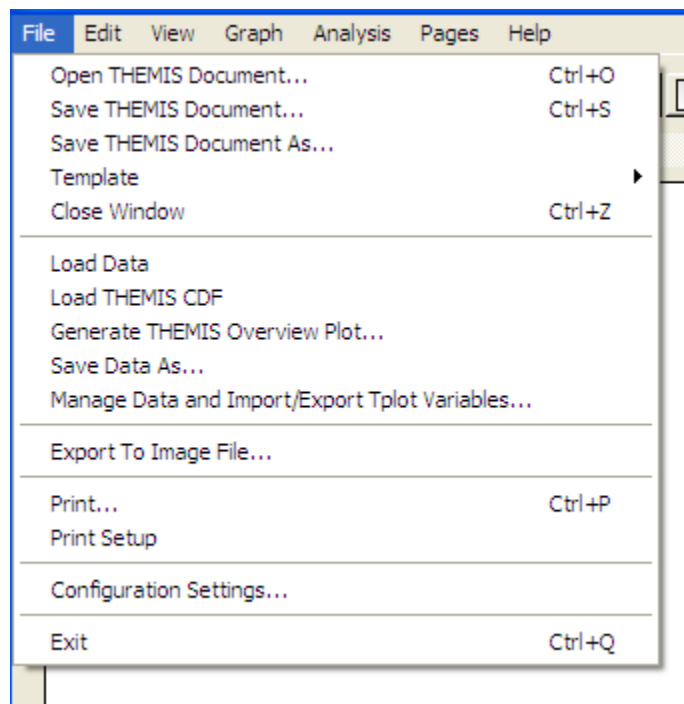 File Edit View Graph Analysis Pages Help
Open THEMIS Document... Ctrl+O
Save THEMIS Document... Ctrl+S
Save THEMIS Document As...
Template
Close Window Ctrl+Z
Load Data
Load THEMIS CDF
Generate THEMIS Overview Plot...
Save Data As...
Manage Data and Import/Export Tplot Variables...
Export To Image File...
Print... Ctrl+P
Print Setup
Configuration Settings...
Exit Ctrl+Q